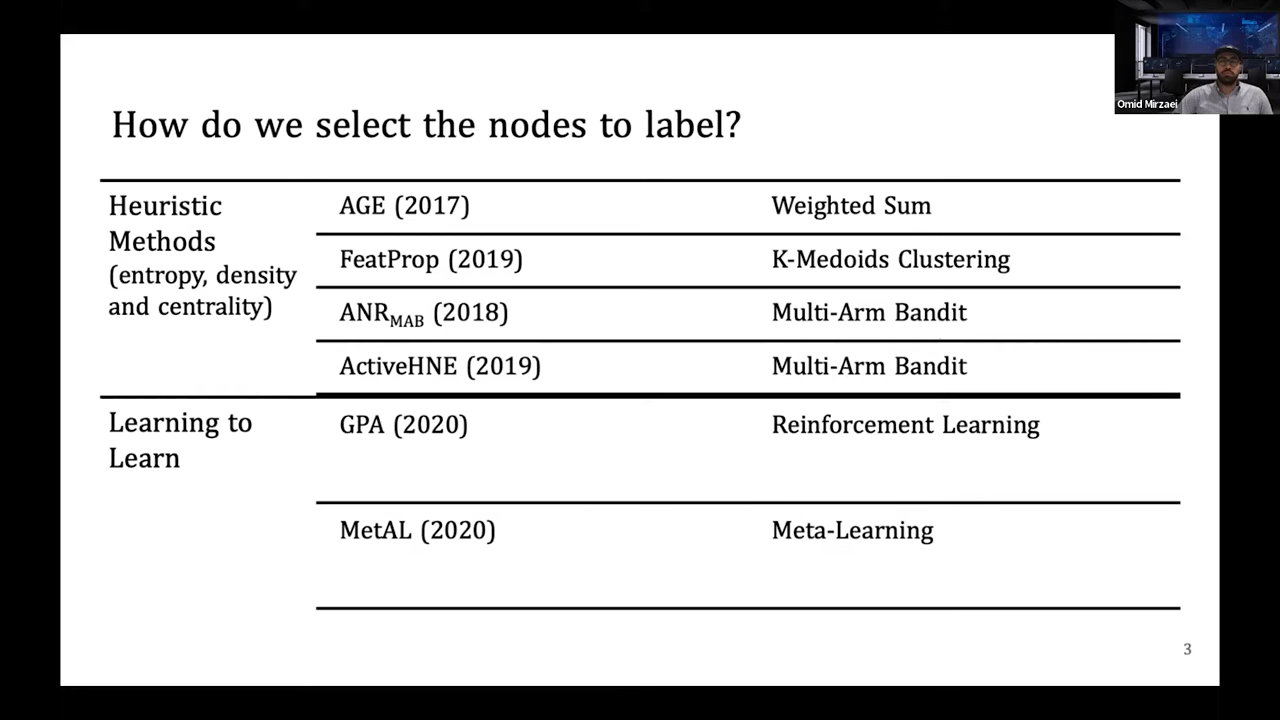 Omid Mirzaei
How do we select the nodes to label?
Heuristic
Methods
(entropy, density
and centrality)
AGE (2017)
Weighted Sum
FeatProp (2019)
K-Medoids Clustering
ANRMAB (2018)
Multi-Arm Bandit
ActiveHNE (2019)
Multi-Arm Bandit
Learning to
Learn
GPA (2020)
Reinforcement Learning
MetAL (2020)
Meta-Learning
3